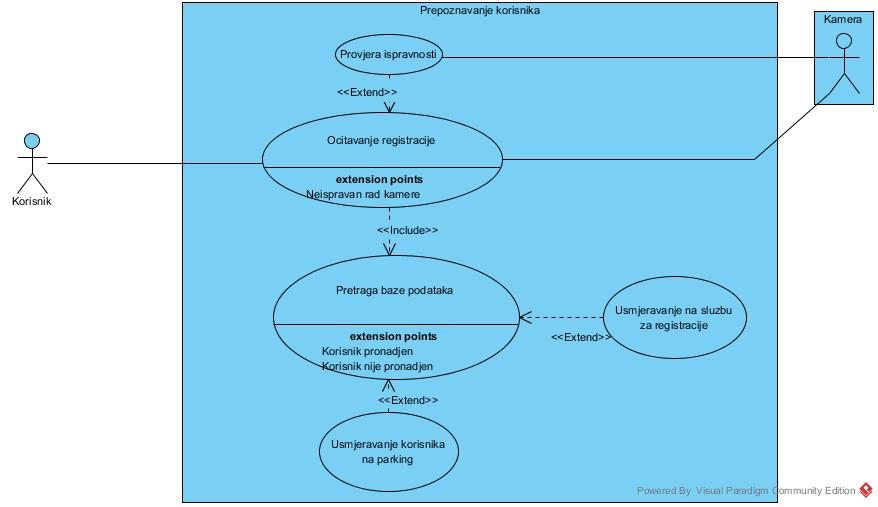 Prepoznavanje korisnika
Kamera
Provjera ispravnosti
<<Extend>>
Ocitavanje registracije
extension points
Neispravan rad kamere
Korisnik
<<Include>>
Pretraga baze podataka
extension points
Korisnik pronadjen
Korisnik nije pronadjen
Usmjeravanje na sluzbu
za registracije
<<Extend>>
<<Extend>>
Usmjeravanje korisnika
na parking
Powered By Visual Paradigm Community Edition